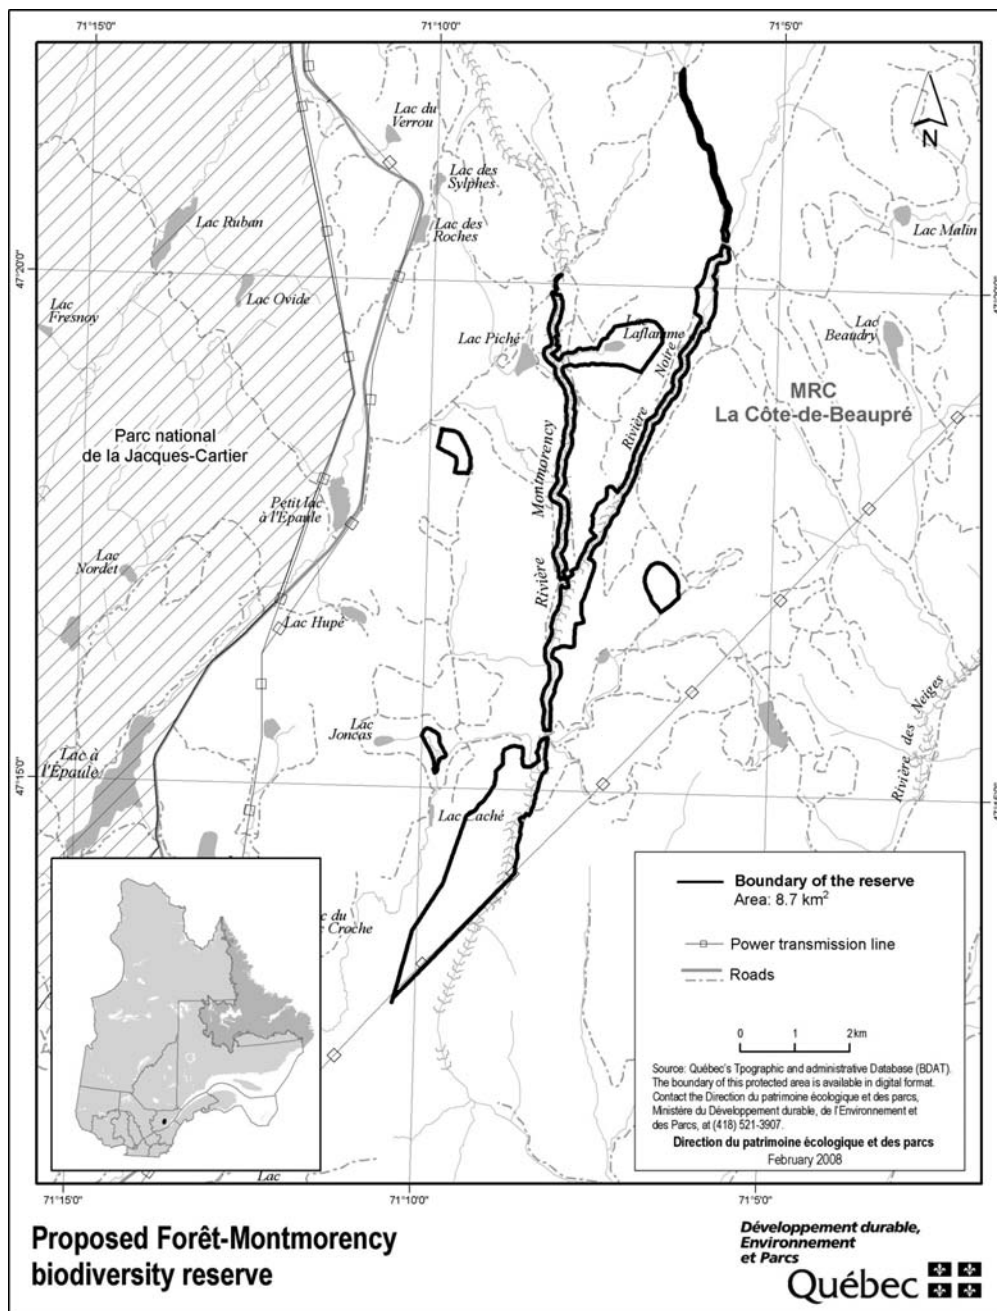 71°15'0"
71°10'0"
71°5'0"
N
Lac du
Verrou
Lac des
Sylphes
Lac Ruban
Lac des
Roches
Lac Malin
47°20'0"
Lac Ovide
Lac
Fresnoy
Lac Piché
Laflamme
Lac
Beaudry
Rivière Noire
MRC
La Côte-de-Beaupré
Parc national
de la Jacques-Cartier
Rivière Montmorency
Petit lac
à l'Épaule
Lac
Nordet
Lac Hupé
Rivière des Neiges
Lac
Joncas
Lac à
l'Épaule
47°15'0"
Lac Caché
du
Croche
Boundary of the reserve
Area: 8.7 km2
Power transmission line
Roads
0 1 2 km
Source: Québec's Tpographic and administrative Database (BDAT).
The boundary of this protected area is available in digital format.
Contact the Direction du patrimoine écologique et des parcs,
Ministère du Développement durable, de l'Environnement et
des Parcs, at (418) 521-3907.
Direction du patrimoine écologique et des parcs
February 2008
Lac
71°15'0"
71°10'0"
71°5'0"
Proposed Forêt-Montmorency
biodiversity reserve
Développement durable,
Environnement
et Parcs
Québec